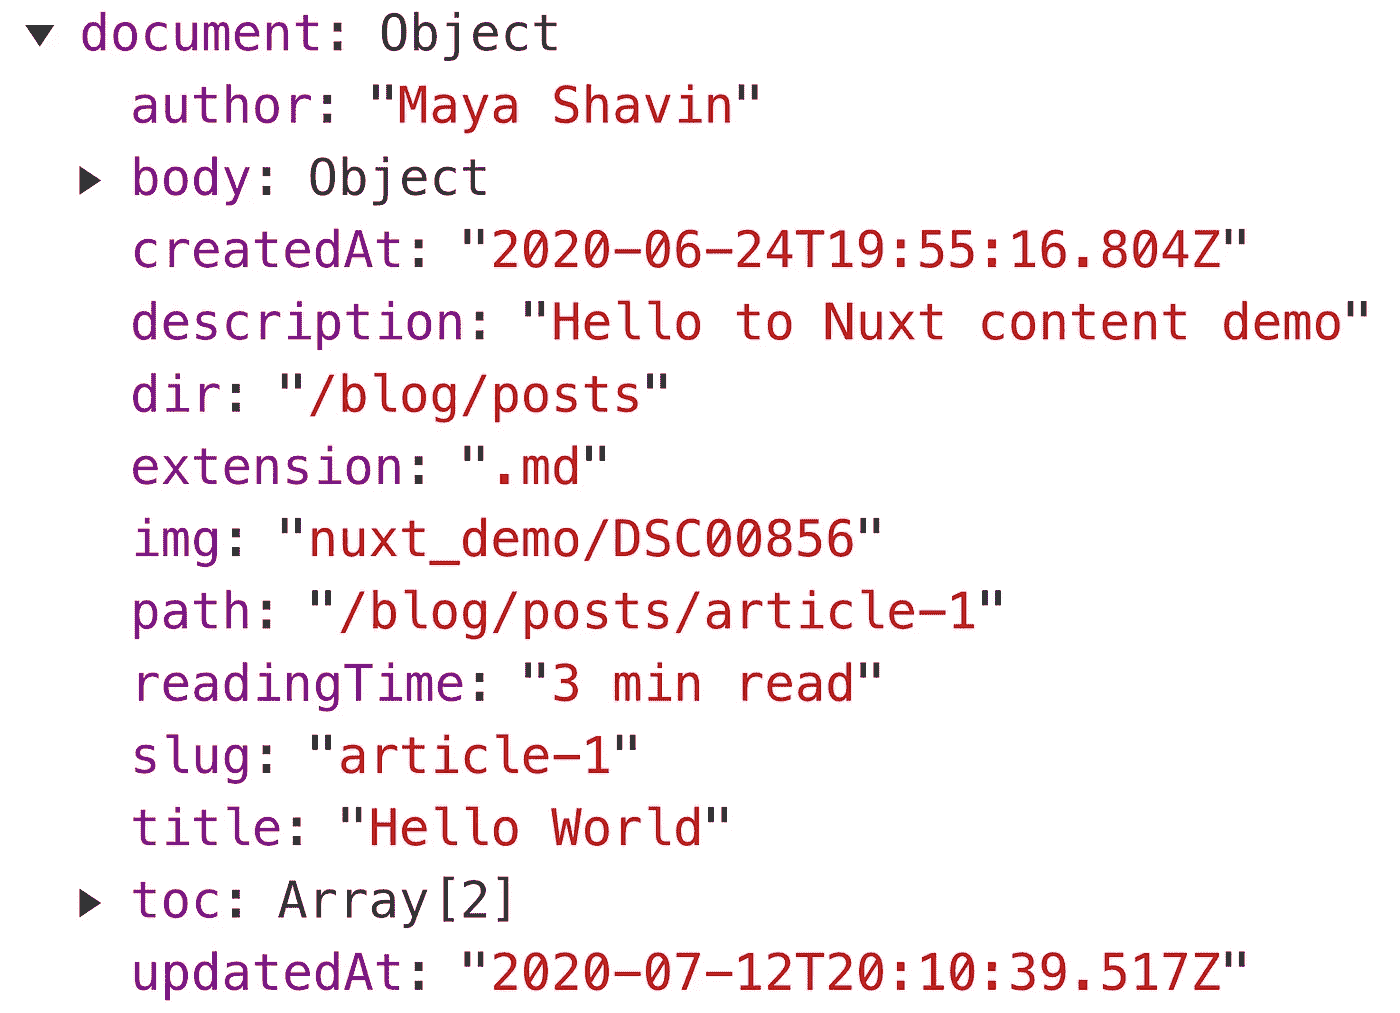 document: Object
author: "Maya Shavin"
body: Object
createdAt: "2020-06-24T19:55:16.804Z"
description: "Hello to Nuxt content demo"
dir: "/blog/posts"
extension: ".md"
img: "nuxt_demo/DSC00856"
path: "/blog/posts/article-1"
readingTime: "3 min read"
slug: "article-1"
title: "Hello World"
toc: Array[2]
updatedAt: "2020-07-12T20:10:39.517Z"